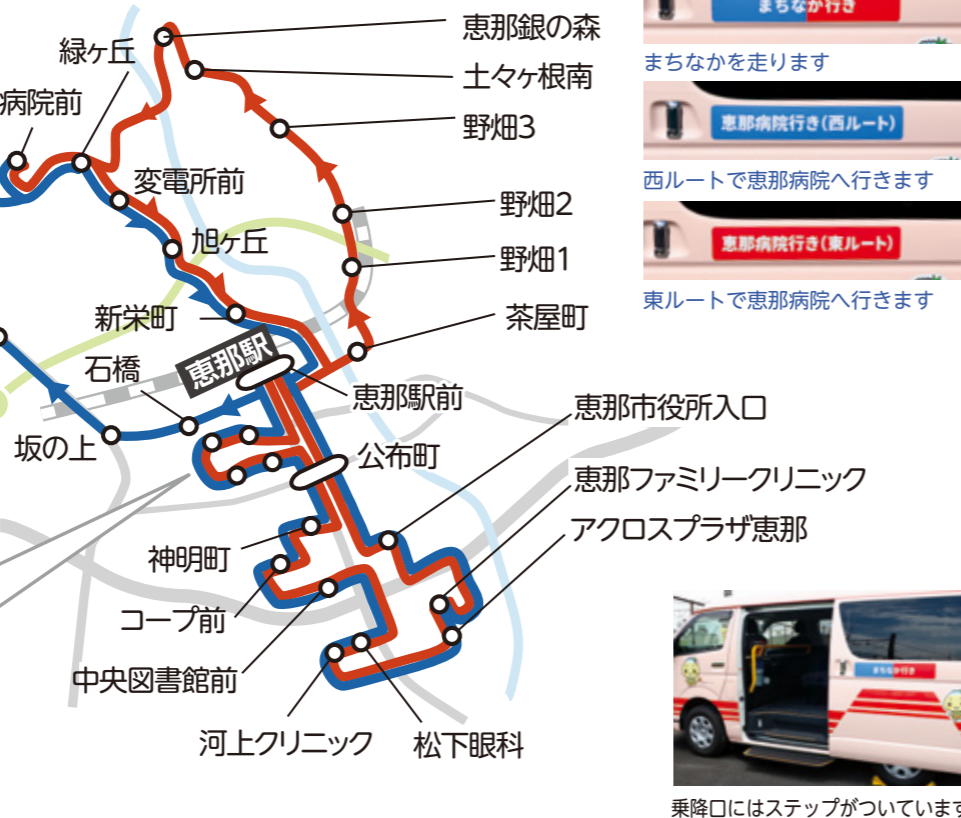 恵那銀の森
緑ヶ丘
土々ヶ根南
病院前
野畑3
変電所前
野畑2
旭ヶ丘
野畑1
新栄町
茶屋町
恵那駅
石橋
恵那駅前
恵那市役所入口
坂の上
公布町
恵那ファミリークリニック
アクロスプラザ恵那
神明町
コープ前
中央図書館前
河上クリニック
松下眼科
まちなか行き
まちなかを走ります
恵那病院行き(西ルート)
西ルートで恵那病院へ行きます
恵那病院行き(東ルート)
東ルートで恵那病院へ行きます
まちなか行き
乗降口にはステップがついています